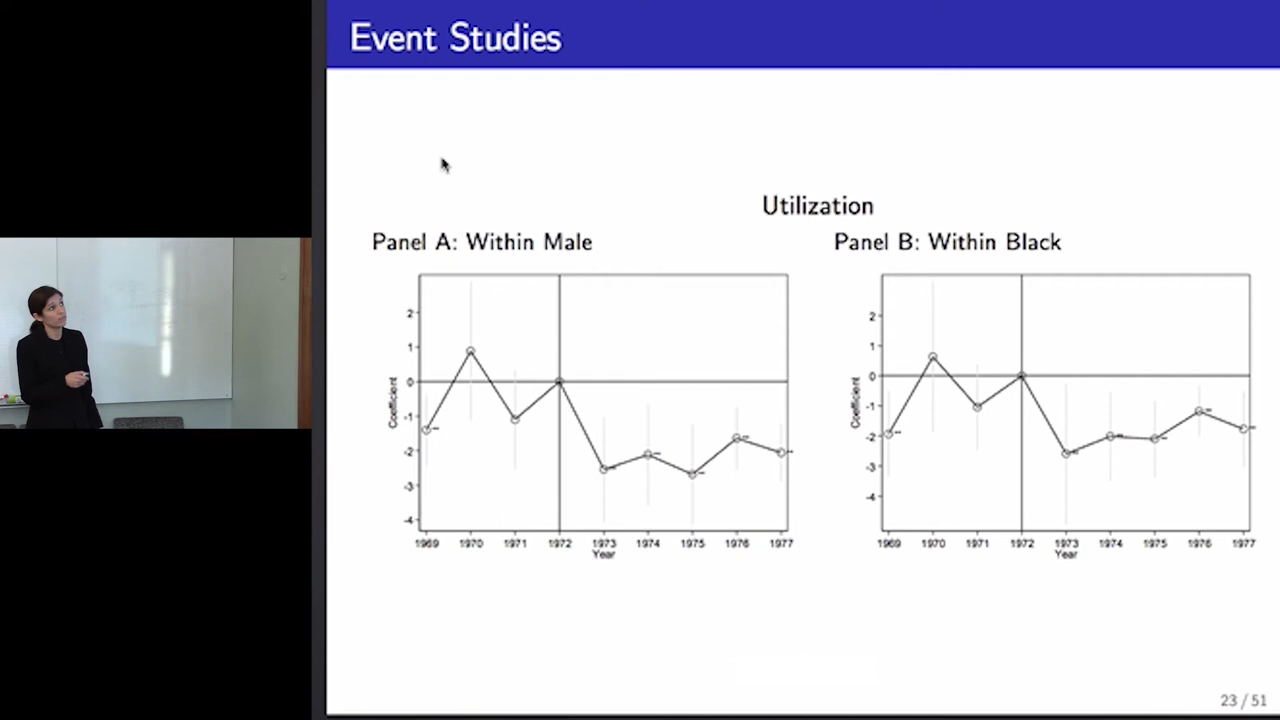 Event Studies
Utilization
Panel A: Within Male
Panel B: Within Black
2
1
0
-1
-2
-3
-4
Coefficient
1969 1970 1971 1972 1973 1974 1975 1976 1977
Year
2
1
0
-1
-2
-3
-4
Coefficient
1969 1970 1971 1972 1973 1974 1975 1976 1977
Year
23 / 51